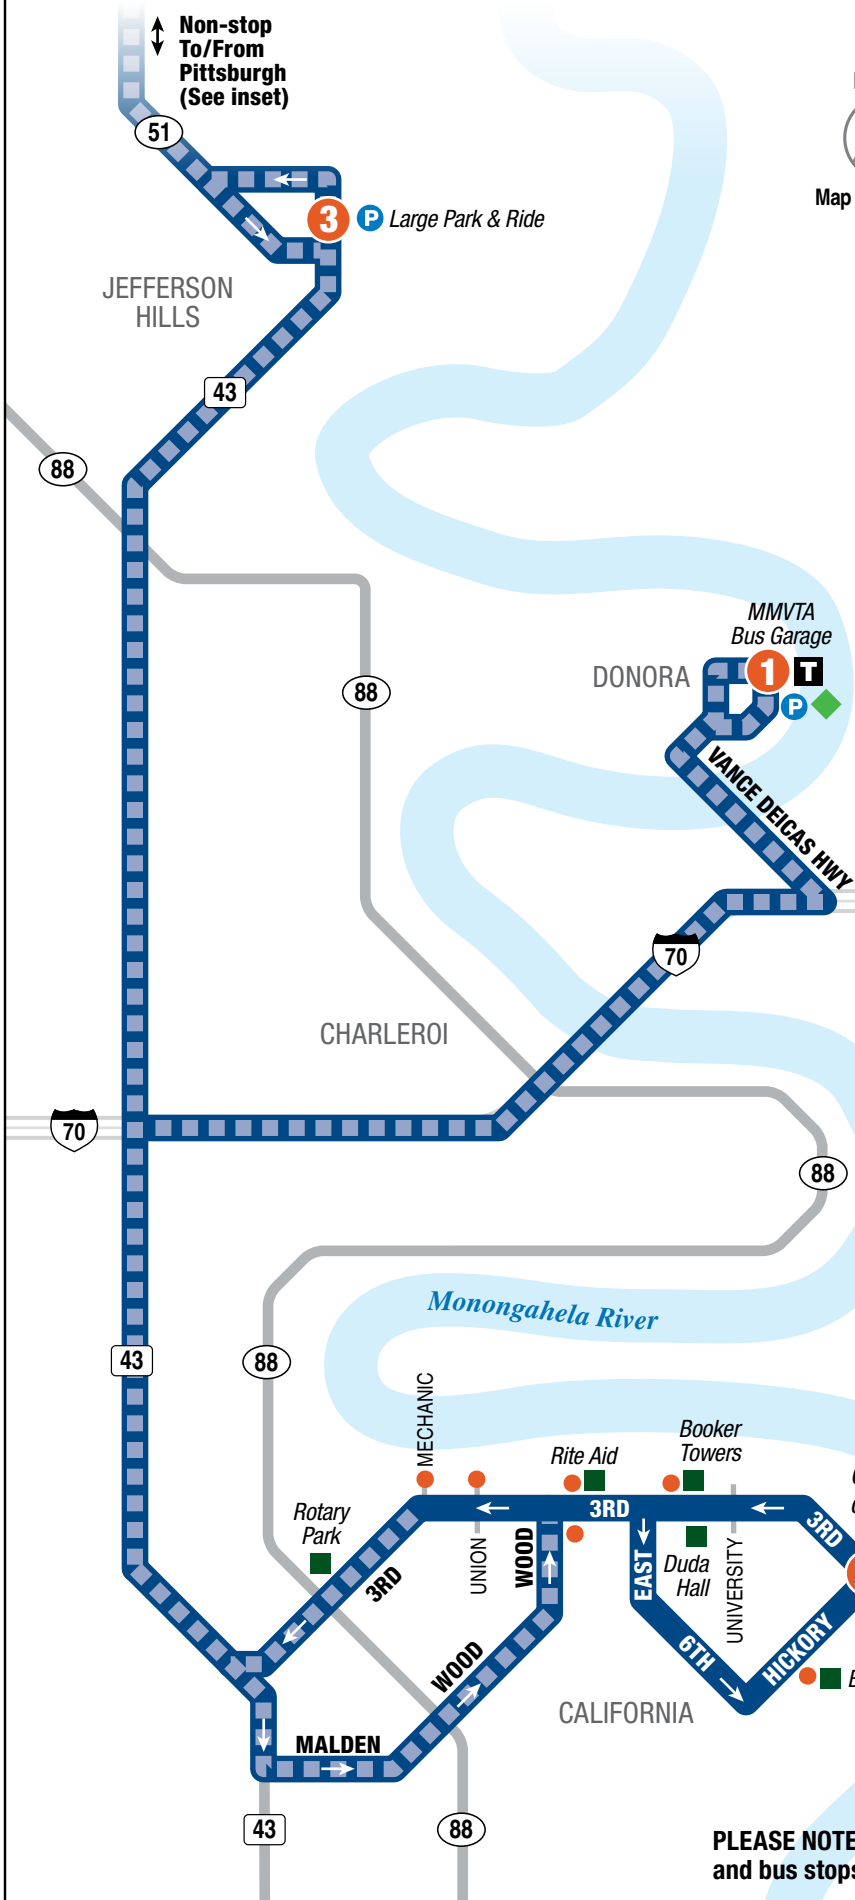 Non-stop
To/From
Pittsburgh
(See inset)
51
3
P
Large Park & Ride
Map
JEFFERSON
HILLS
43
88
MMVTA
Bus Garage
DONORA
1
T
P
88
VANCE DEICAS HWY
70
CHARLEROI
70
88
Monongahela River
43
88
MECHANIC
Rite Aid
Booker
Towers
Rotary
Park
3RD
3RD
3RD
UNION
WOOD
EAST
Duda
Hall
UNIVERSITY
6TH
HICKORY
WOOD
CALIFORNIA
MALDEN
43
88
PLEASE NOTE
and bus stops